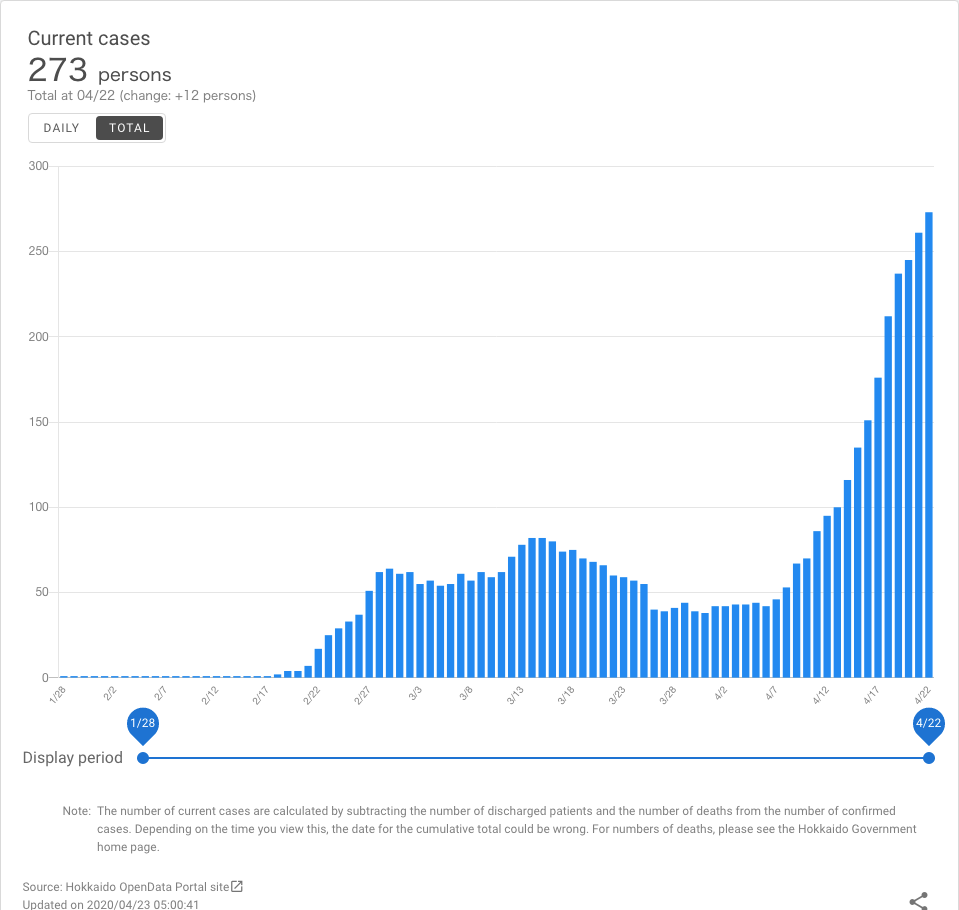 Current cases
273 persons
Total at 04/22 (change: +12 persons)
DAILY TOTAL
300
250
200
150
100
50
0
1/28 2/2 2/7 2/12 2/17 2/22 2/27 3/3 3/8 3/13 3/18 3/23 3/28 4/2 4/7 4/12 4/17 4/22
1/28 4/22
Display period
Note: The number of current cases are calculated by subtracting the number of discharged patients and the number of deaths from the number of confirmed
cases. Depending on the time you view this, the date for the cumulative total could be wrong. For numbers of deaths, please see the Hokkaido Government
home page.
Source: Hokkaido OpenData Portal site
Updated on 2020/04/23 05:00:41